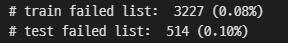 # train failed list:  3227 (0.08%)
# test failed list:  514 (0.10%)